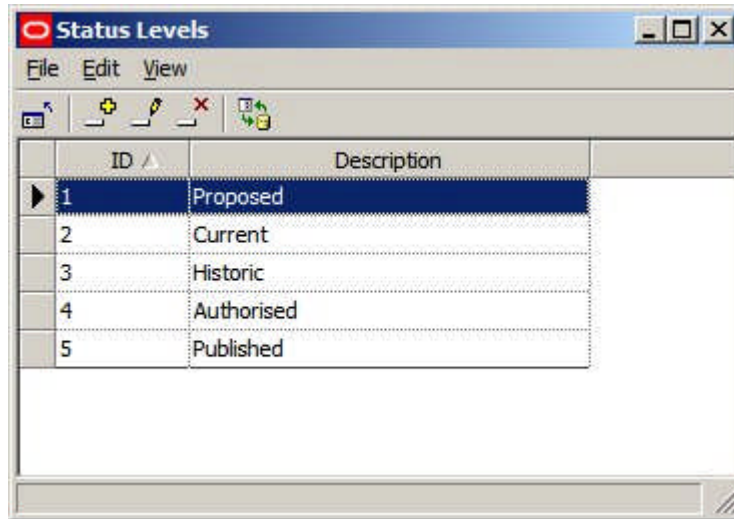 Status Levels
File Edit View
ID Description
1 Proposed
2 Current
3 Historic
4 Authorised
5 Published